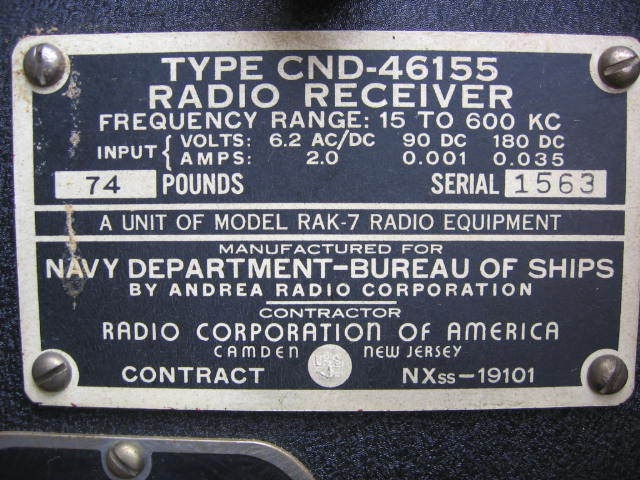 TYPE CND-46155
RADIO RECEIVER
FREQUENCY RANGE: 15 TO 600 KC
INPUT { VOLTS: 6.2 AC/DC 90 DC 180 DC
AMPS: 2.0 0.001 0.035
74 POUNDS SERIAL 1563
A UNIT OF MODEL RAK-7 RADIO EQUIPMENT
MANUFACTURED FOR
NAVY DEPARTMENT-BUREAU OF SHIPS
BY ANDREA RADIO CORPORATION
CONTRACTOR
RADIO CORPORATION OF AMERICA
CAMDEN NEW JERSEY
CONTRACT NXss-19101